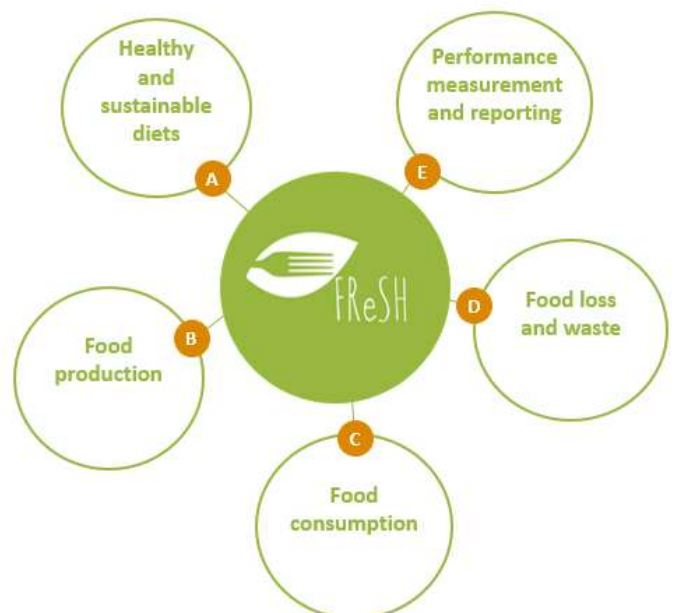 Healthy
and
sustainable
diets
A
Performance
measurement
and reporting
E
FReSH
Food
production
B
Food loss
and waste
D
C
Food
consumption